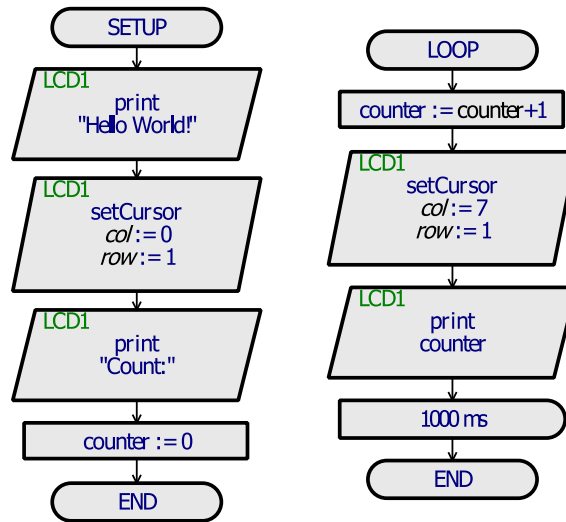 SETUP
LCD1
print
"Hello World!"
LCD1
setCursor
col := 0
row := 1
LCD1
print
"Count:"
counter := 0
END
LOOP
counter := counter+1
LCD1
setCursor
col := 7
row := 1
LCD1
print
counter
1000 ms
END